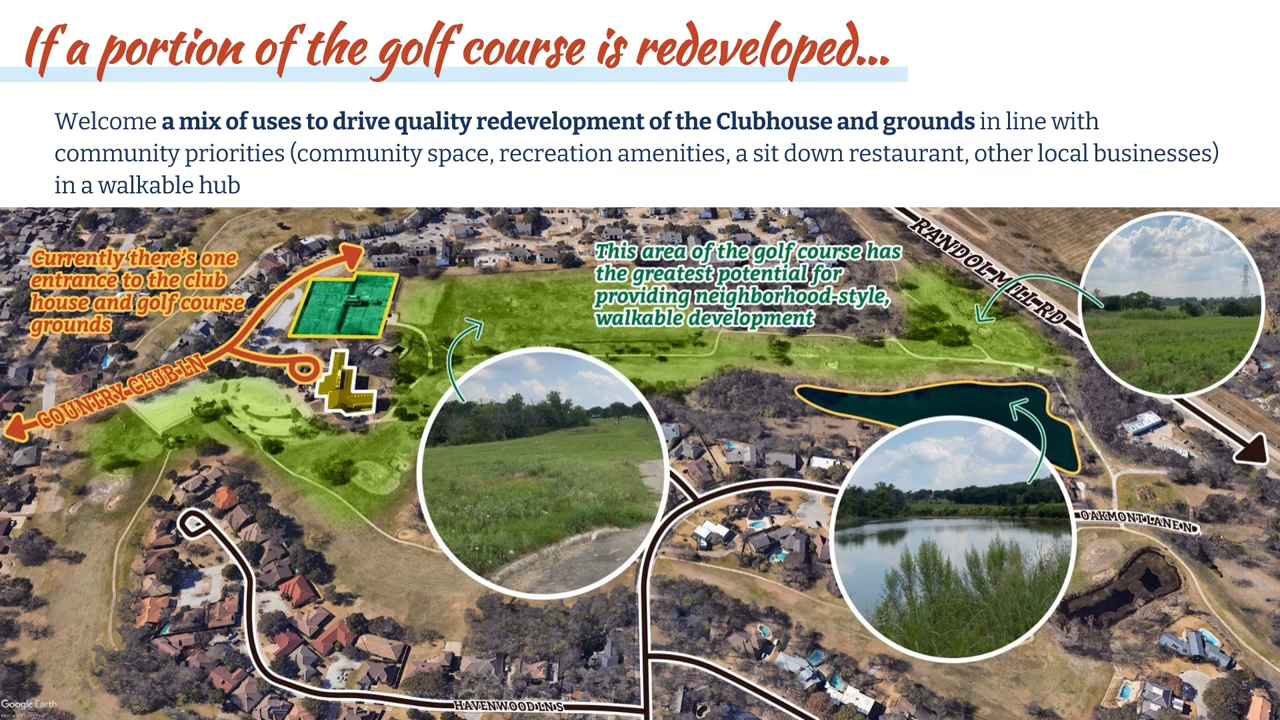 If a portion of the golf course is redeveloped...
Welcome a mix of uses to drive quality redevelopment of the Clubhouse and grounds in line with
community priorities (community space, recreation amenities, a sit down restaurant, other local businesses)
in a walkable hub
Currently there's one
entrance to the club
house and golf course
grounds
This area of the golf course has
the greatest potential for
providing neighborhood-style,
walkable development
RANDOL MILL RD
COUNTRY CLUB LN
OAKMONT LANE N
HAVENWOOD LN S
Google Earth